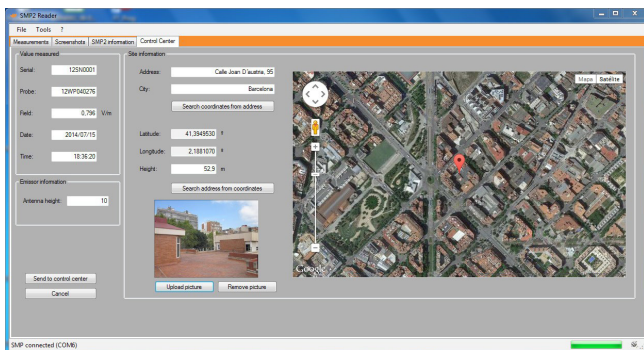 SMP2 Reader
File Tools ?
Measurements Screenshots SMP2 information Control Center
Value measured
Serial: 12SN0001
Probe: 12WP040276
Field: 0,796 V/m
Date: 2014/07/15
Time: 18:36:20
Emissor information
Antenna height: 10
Send to control center
Cancel
Site information
Address: Calle Joan D'austria, 95
City: Barcelona
Search coordinates from address
Latitude: 41,3949530 º
Longitude: 2,1881070 º
Height: 52.9 m
Search address from coordinates
Upload picture Remove picture
Mapa Satélite
Google
SMP connected (COM6)